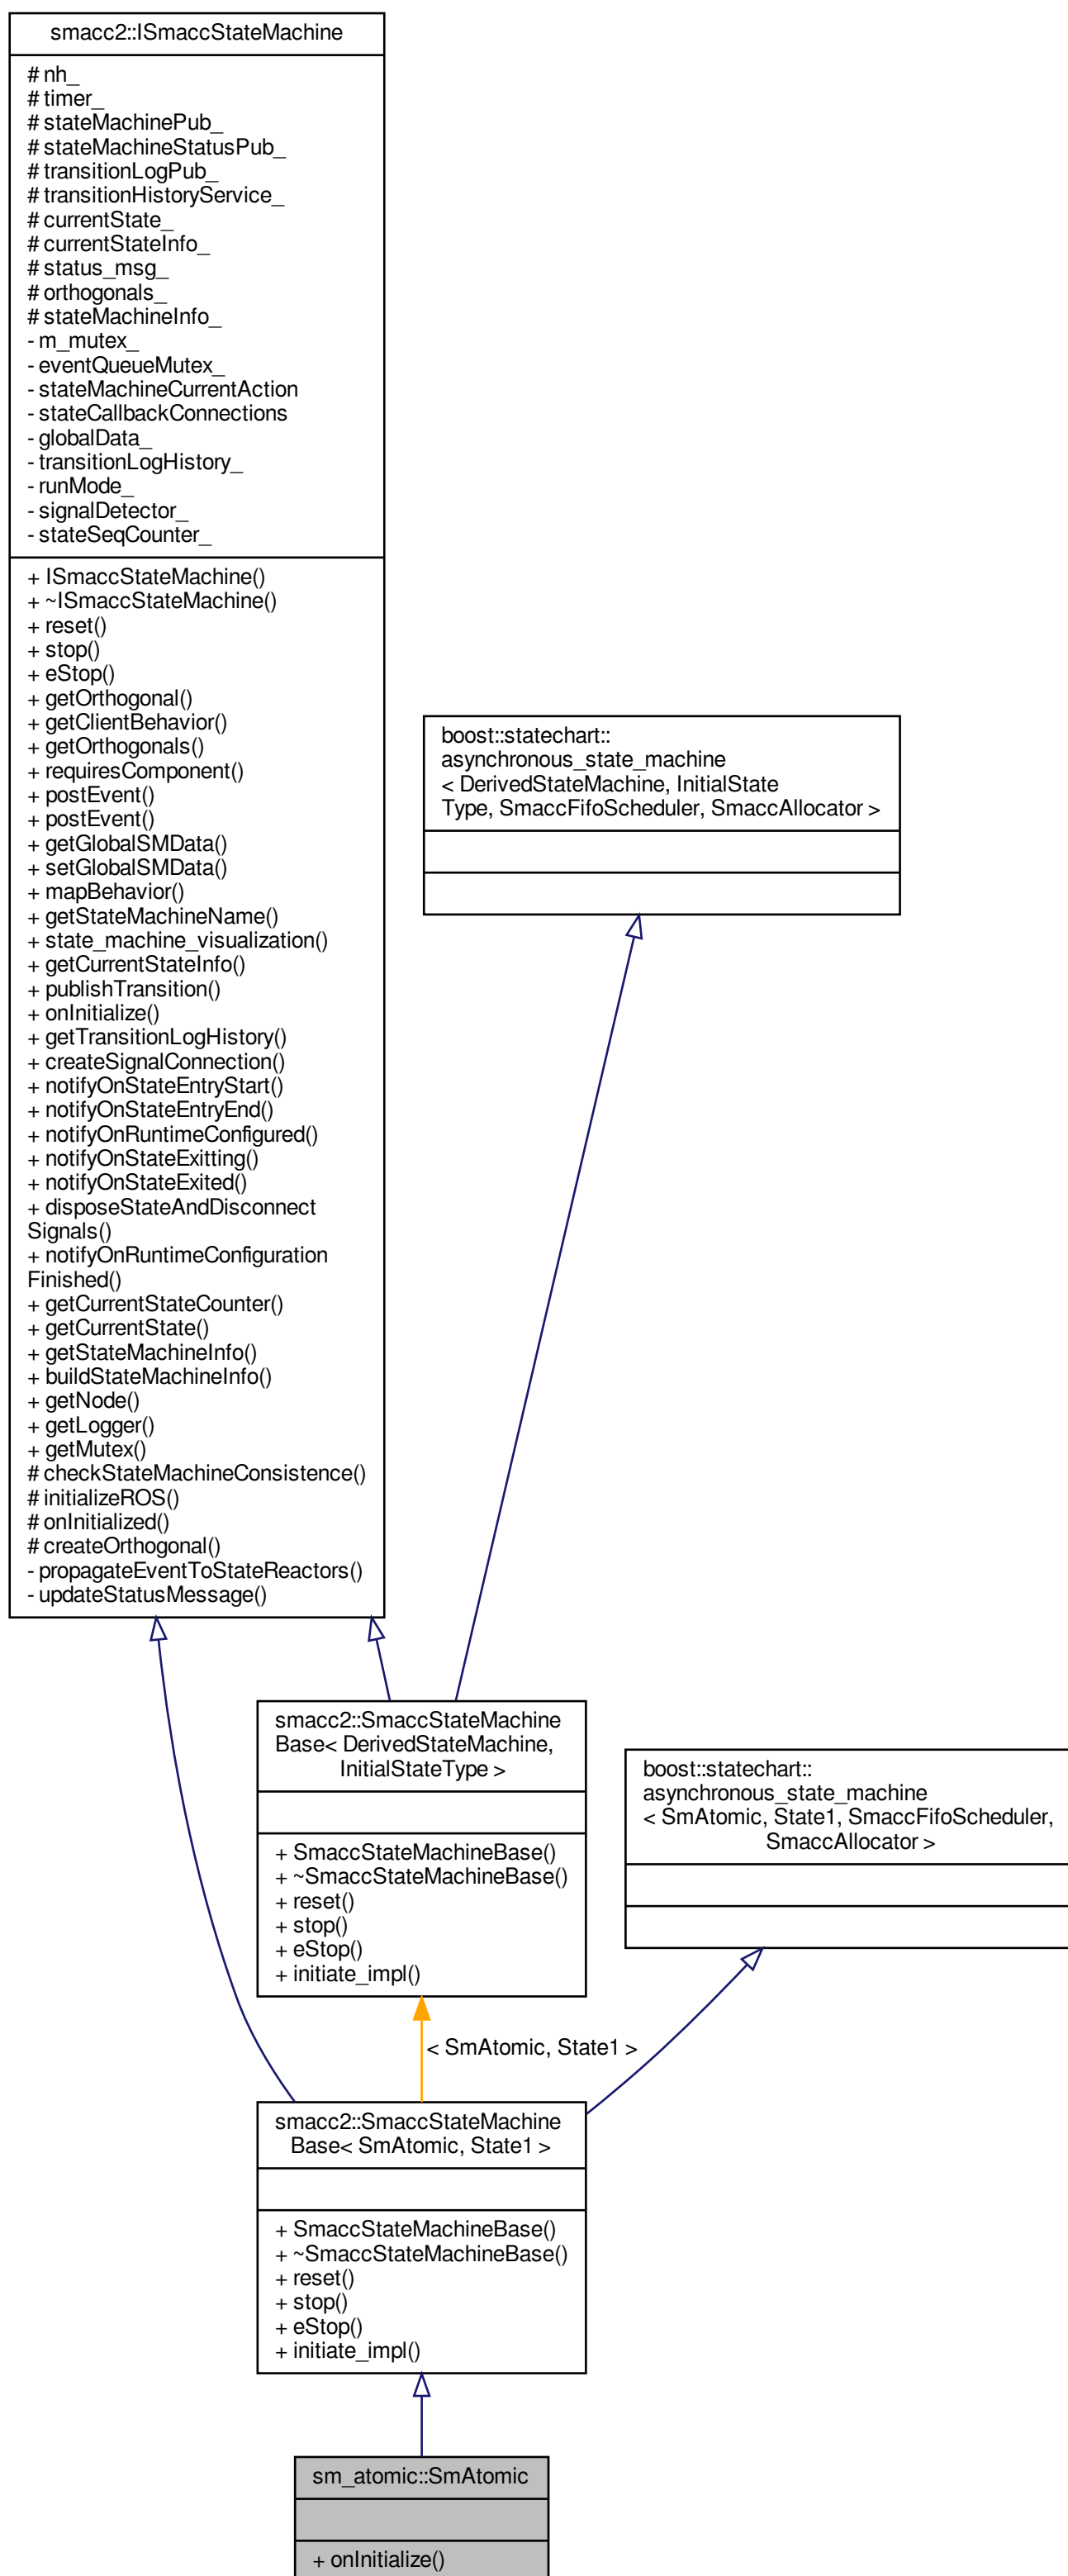 smacc2::ISmaccStateMachine
# nh_
# timer_
# stateMachinePub_
# stateMachineStatusPub_
# transitionLogPub_
# transitionHistoryService_
# currentState_
# currentStateInfo_
# status_msg_
# orthogonals_
# stateMachineInfo_
- m_mutex_
- eventQueueMutex_
- stateMachineCurrentAction
- stateCallbackConnections
- globalData_
- transitionLogHistory_
- runMode_
- signalDetector_
- stateSeqCounter_
+ ISmaccStateMachine()
+ ~ISmaccStateMachine()
+ reset()
+ stop()
+ eStop()
+ getOrthogonal()
+ getClientBehavior()
+ getOrthogonals()
+ requiresComponent()
+ postEvent()
+ postEvent()
+ getGlobalSMData()
+ setGlobalSMData()
+ mapBehavior()
+ getStateMachineName()
+ state_machine_visualization()
+ getCurrentStateInfo()
+ publishTransition()
+ onInitialize()
+ getTransitionLogHistory()
+ createSignalConnection()
+ notifyOnStateEntryStart()
+ notifyOnStateEntryEnd()
+ notifyOnRuntimeConfigured()
+ notifyOnStateExitting()
+ notifyOnStateExited()
+ disposeStateAndDisconnect
Signals()
+ notifyOnRuntimeConfiguration
Finished()
+ getCurrentStateCounter()
+ getCurrentState()
+ getStateMachineInfo()
+ buildStateMachineInfo()
+ getNode()
+ getLogger()
+ getMutex()
# checkStateMachineConsistence()
# initializeROS()
# onInitialized()
# createOrthogonal()
- propagateEventToStateReactors()
- updateStatusMessage()
boost::statechart::
asynchronous_state_machine
< DerivedStateMachine, InitialState
Type, SmaccFifoScheduler, SmaccAllocator >
smacc2::SmaccStateMachine
Base< DerivedStateMachine,
InitialStateType >
+ SmaccStateMachineBase()
+ ~SmaccStateMachineBase()
+ reset()
+ stop()
+ eStop()
+ initiate_impl()
boost::statechart::
asynchronous_state_machine
< SmAtomic, State1, SmaccFifoScheduler,
SmaccAllocator >
< SmAtomic, State1 >
smacc2::SmaccStateMachine
Base< SmAtomic, State1 >
+ SmaccStateMachineBase()
+ ~SmaccStateMachineBase()
+ reset()
+ stop()
+ eStop()
+ initiate_impl()
sm_atomic::SmAtomic
+ onInitialize()